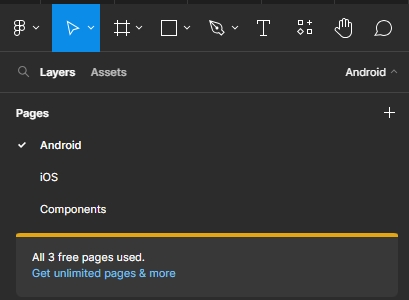 Layers Assets Android
Pages
Android
iOS
Components
All 3 free pages used.
Get unlimited pages & more